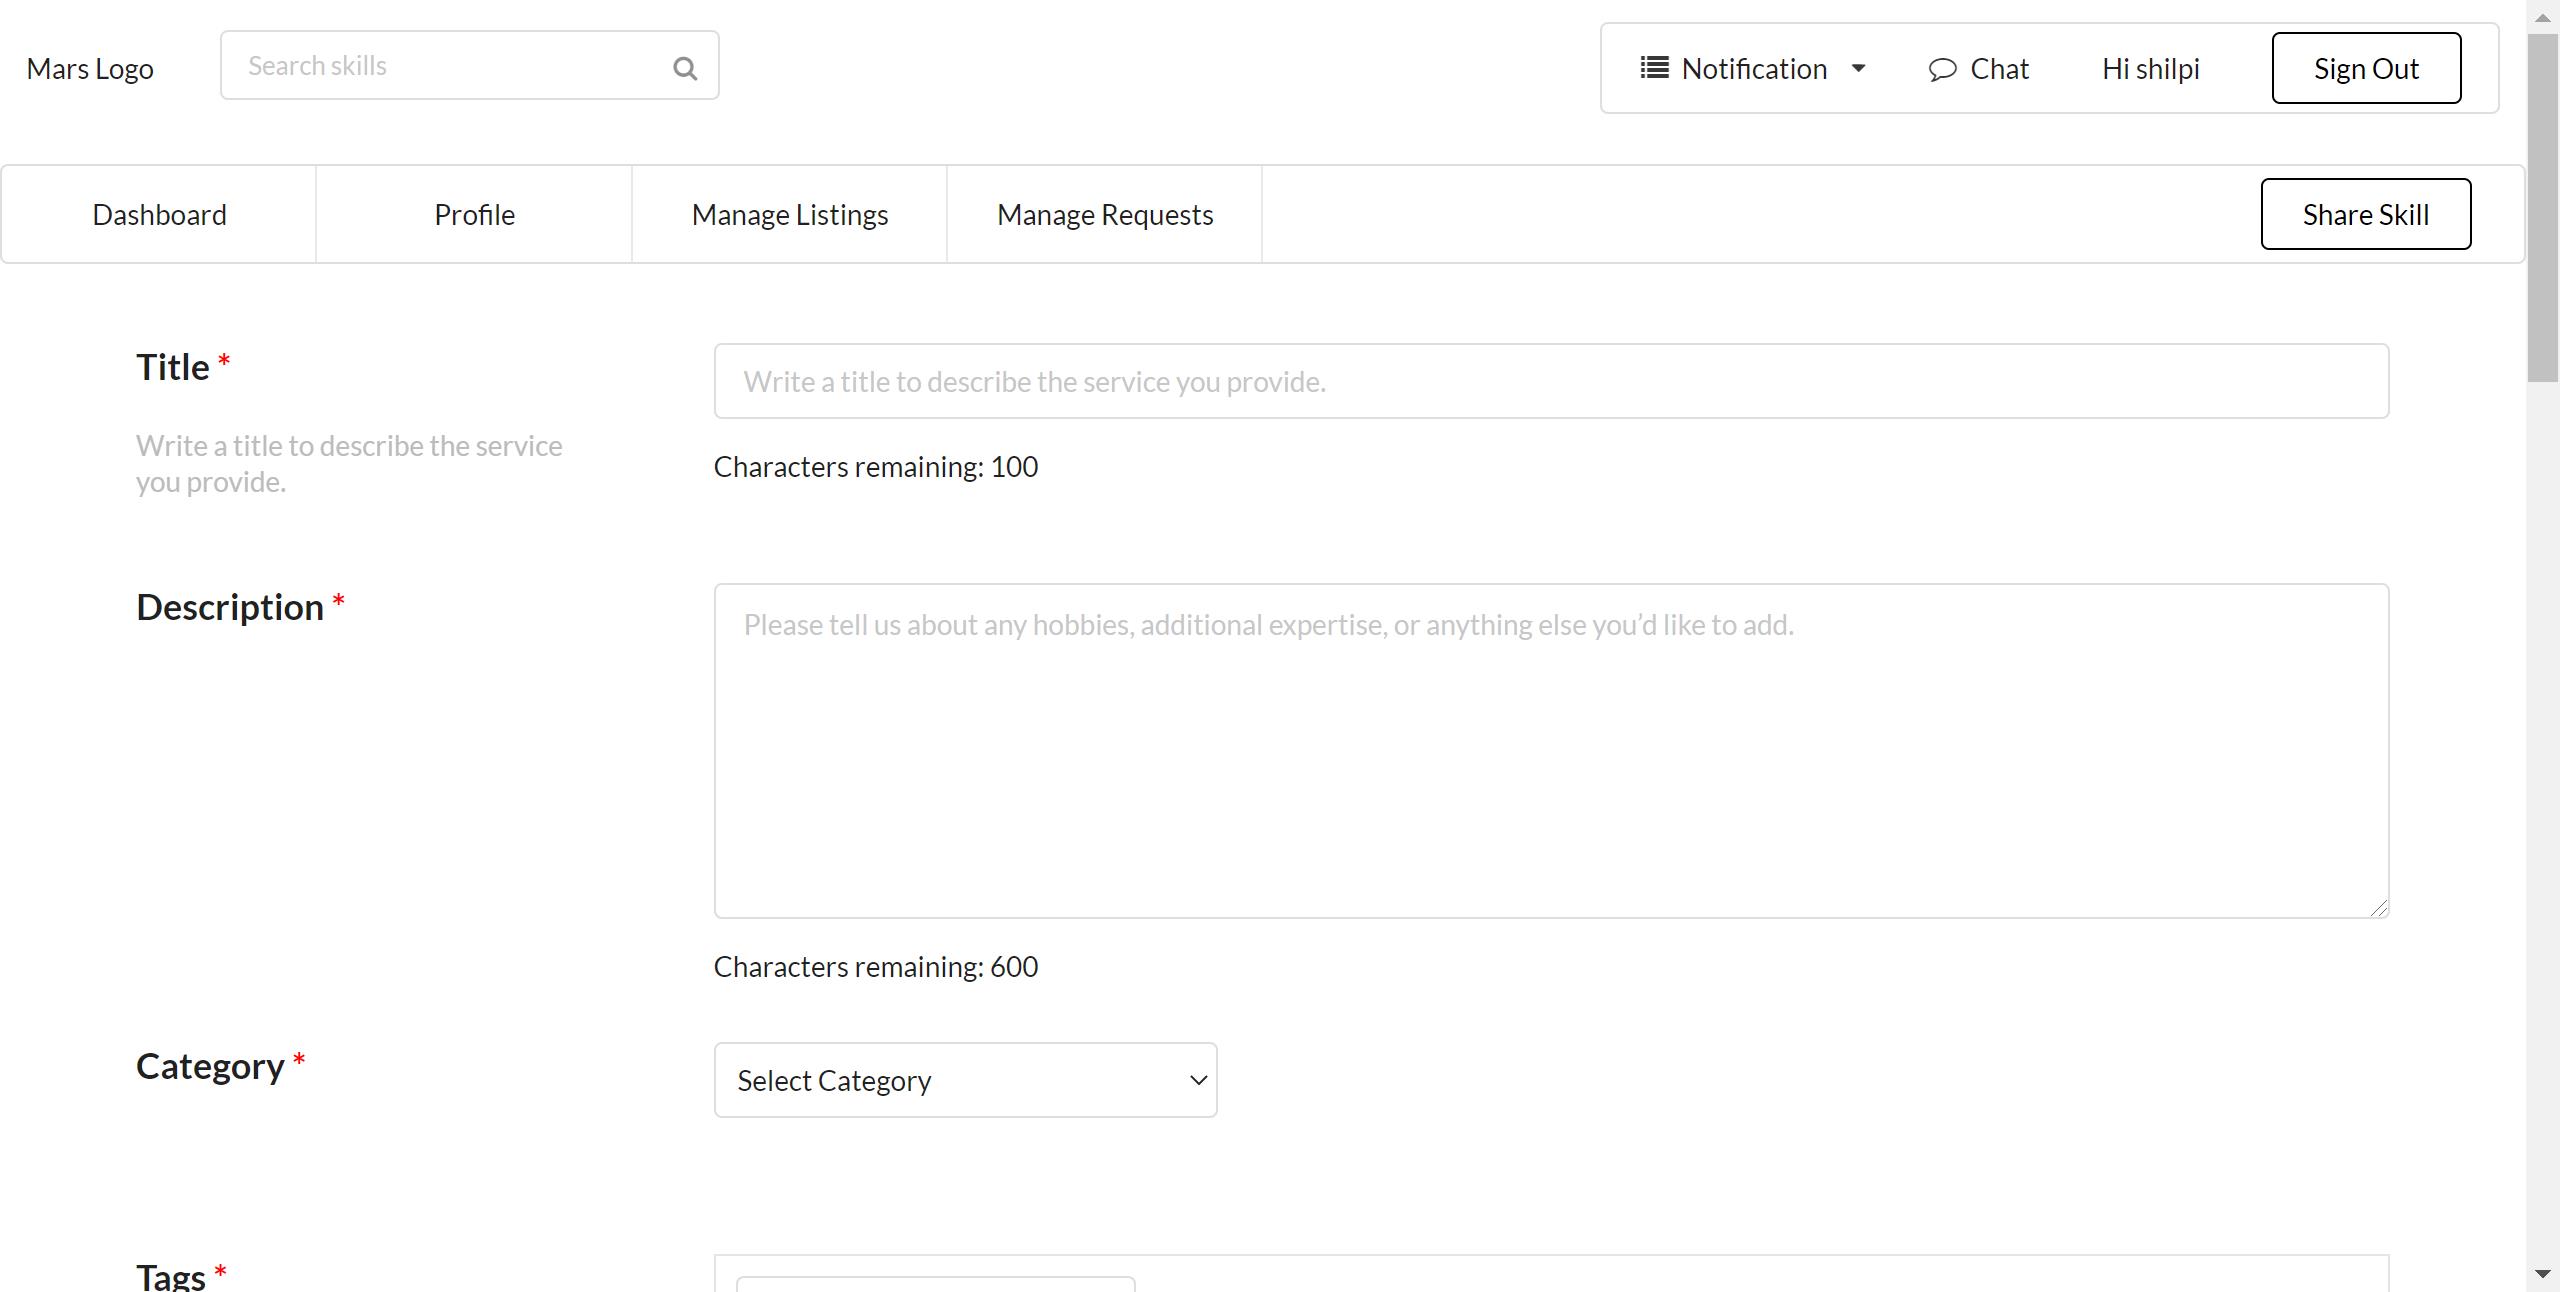 Mars Logo
Search skills
Notification
Chat
Hi shilpi
Sign Out
Dashboard
Profile
Manage Listings
Manage Requests
Share Skill
Title *
Write a title to describe the service
you provide.
Write a title to describe the service you provide.
Characters remaining: 100
Description *
Please tell us about any hobbies, additional expertise, or anything else you’d like to add.
Characters remaining: 600
Category *
Select Category
Tags *